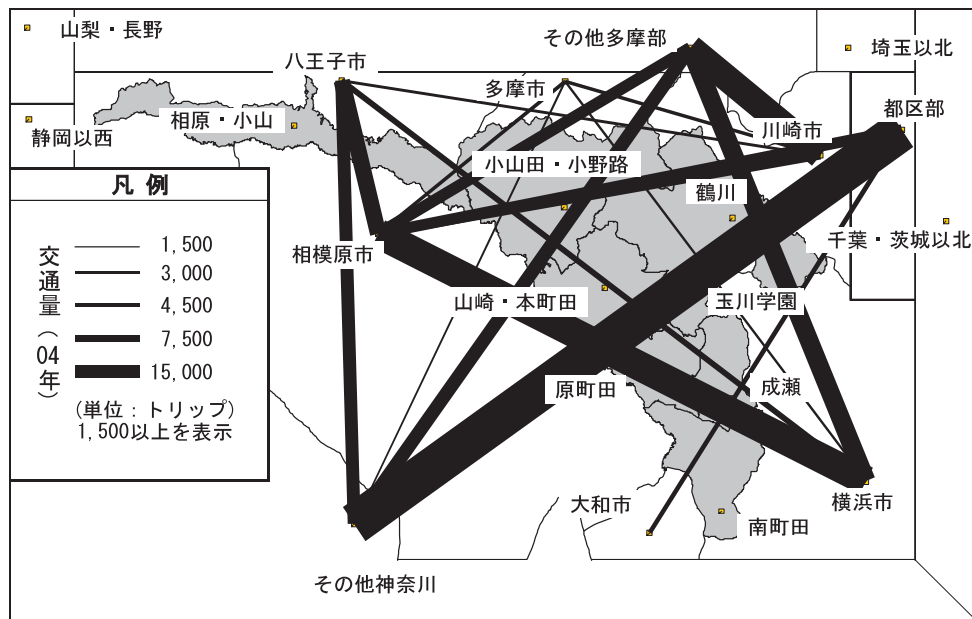 山梨・長野
その他多摩部
埼玉以北
八王子市
多摩市
都区部
相原・小山
川崎市
静岡以西
小山田・小野路
鶴川
凡 例
千葉・茨城以北
相模原市
交通量(04年)
1,500
3,000
4,500
7,500
15,000
(単位:トリップ)
1,500以上を表示
山崎・本町田
玉川学園
原町田
成瀬
大和市
横浜市
南町田
その他神奈川